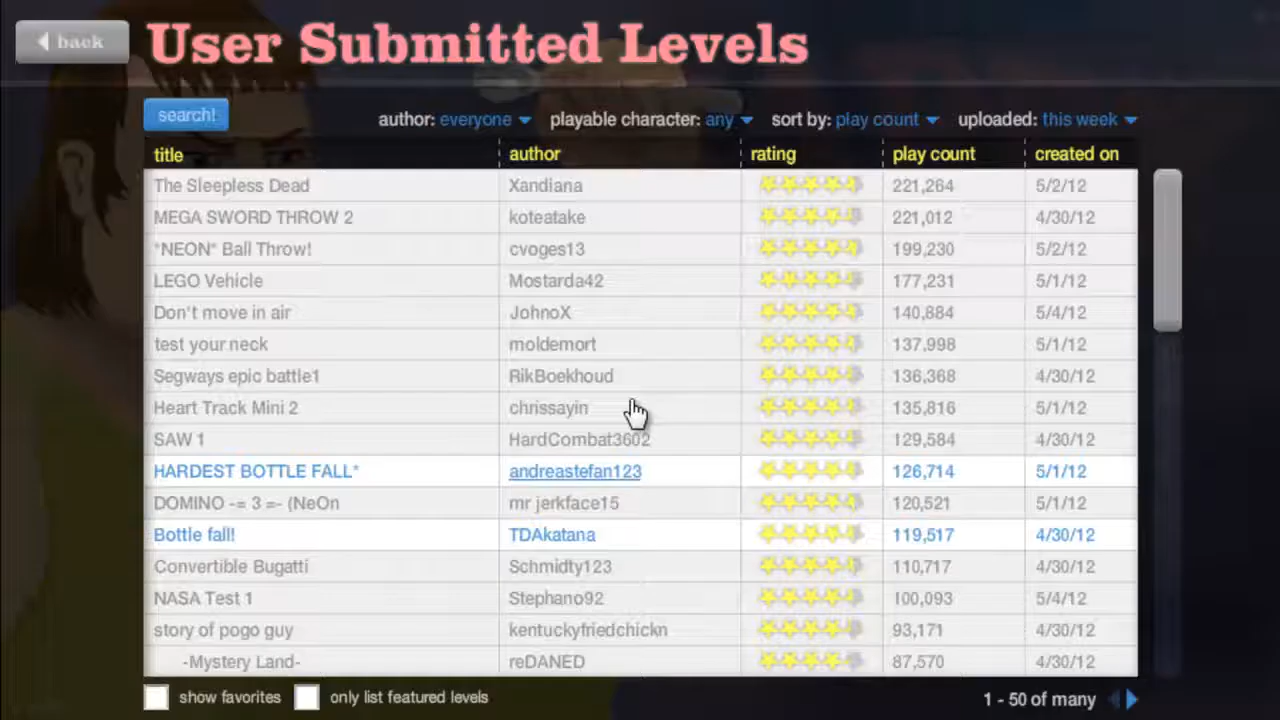 back
User Submitted Levels
search!
author: everyone playable character: any sort by: play count uploaded: this week
title author rating play count created on
The Sleepless Dead Xandiana 221,264 5/2/12
MEGA SWORD THROW 2 koteatake 221,012 4/30/12
*NEON* Ball Throw! cvoges13 199,230 5/2/12
LEGO Vehicle Mostarda42 177,231 5/1/12
Don't move in air JohnoX 140,884 5/4/12
test your neck moldemort 137,998 5/1/12
Segways epic battle1 RikBoekhoud 136,368 4/30/12
Heart Track Mini 2 chrissayin 135,816 5/1/12
SAW 1 HardCombat3602 129,584 4/30/12
HARDEST BOTTLE FALL* andreastefan123 126,714 5/1/12
DOMINO -= 3 =- (NeON mr jerkface15 120,521 5/1/12
Bottle fall! TDAkatana 119,517 4/30/12
Convertible Bugatti Schmidty123 110,717 4/30/12
NASA Test 1 Stephano92 100,093 5/4/12
story of pogo guy kentuckyfriedchickn 93,171 4/30/12
-Mystery Land- reDANED 87,570 4/30/12
show favorites only list featured levels 1 - 50 of many